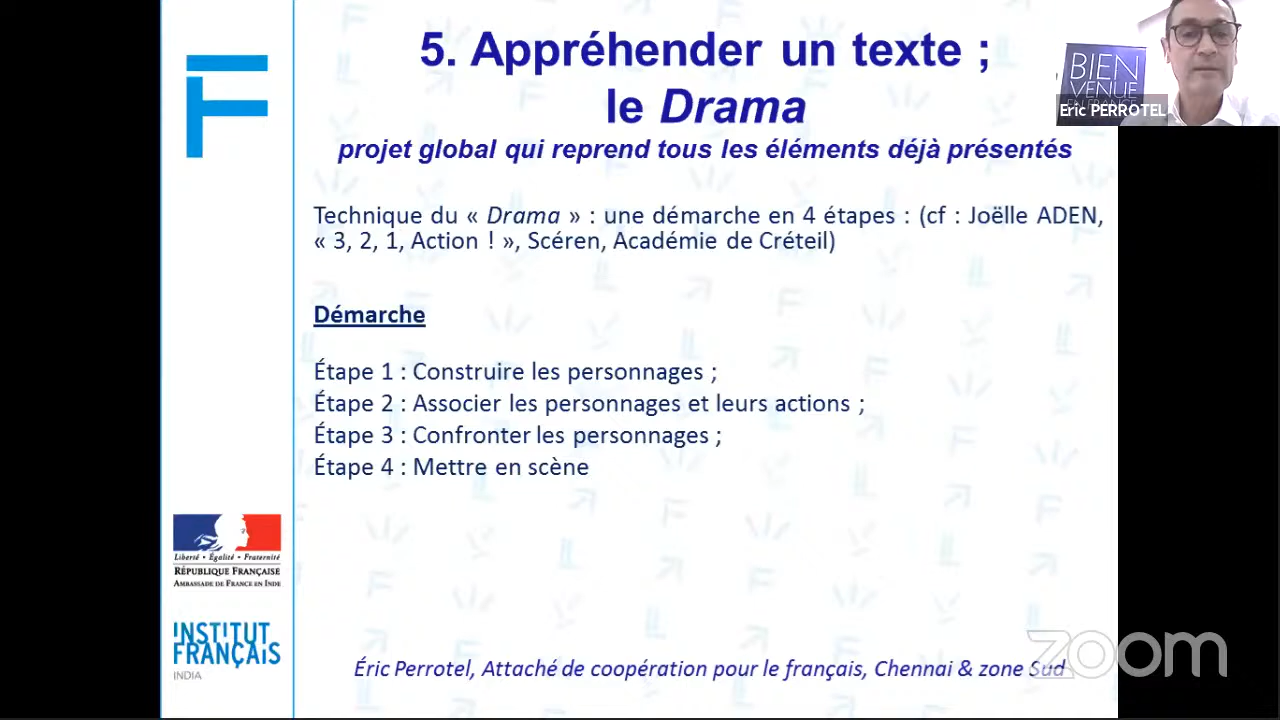 5. Appréhender un texte ;
le Drama
projet global qui reprend tous les éléments déjà présentés
BIEN
VENUE
EN FRANCE
Eric PERROTEL
Technique du « Drama » : une démarche en 4 étapes : (cf : Joëlle ADEN,
« 3, 2, 1, Action ! », Scéren, Académie de Créteil)
Démarche
Étape 1 : Construire les personnages ;
Étape 2 : Associer les personnages et leurs actions ;
Étape 3 : Confronter les personnages ;
Étape 4 : Mettre en scène
Liberté • Égalité • Fraternité
RÉPUBLIQUE FRANÇAISE
AMBASSADE DE FRANCE EN INDE
INSTITUT
FRANÇAIS
INDIA
Éric Perrotel, Attaché de coopération pour le français, Chennai & zone Sud
zoom